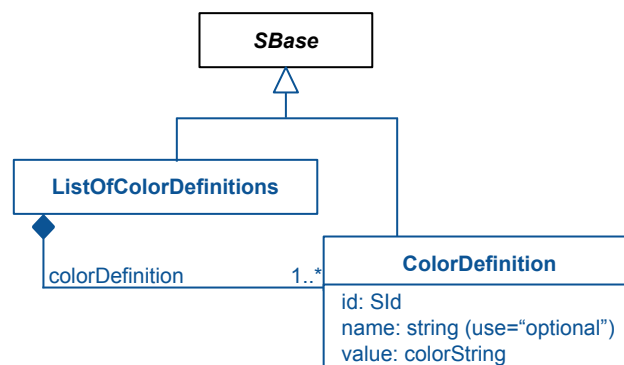 SBase
ListOfColorDefinitions
ColorDefinition
colorDefinition 1..*
id: SId
name: string (use=“optional”)
value: colorString